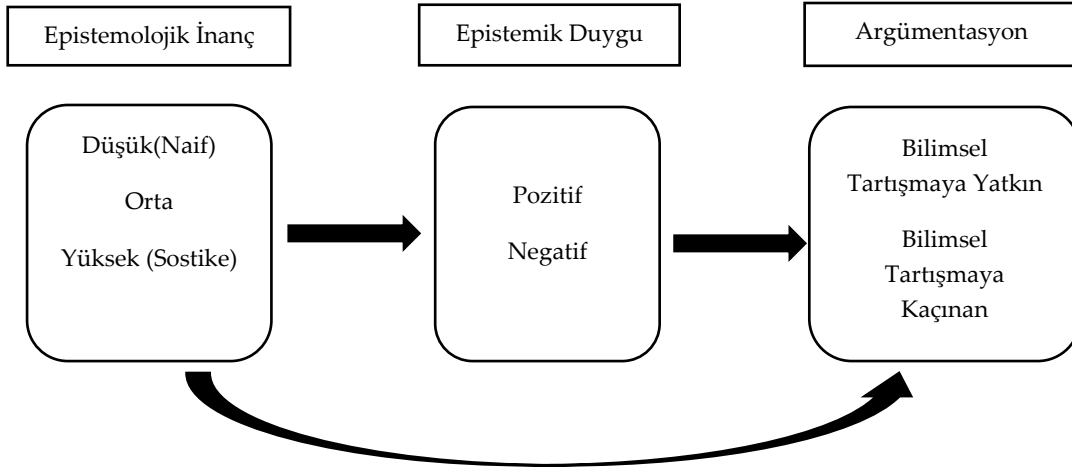 Epistemolojik İnanç
Epistemik Duygu
Argümentasyon
Düşük(Naif)
Orta
Yüksek (Sostike)
Pozitif
Negatif
Bilimsel
Tartışmaya Yatkın
Bilimsel
Tartışmaya
Kaçınan